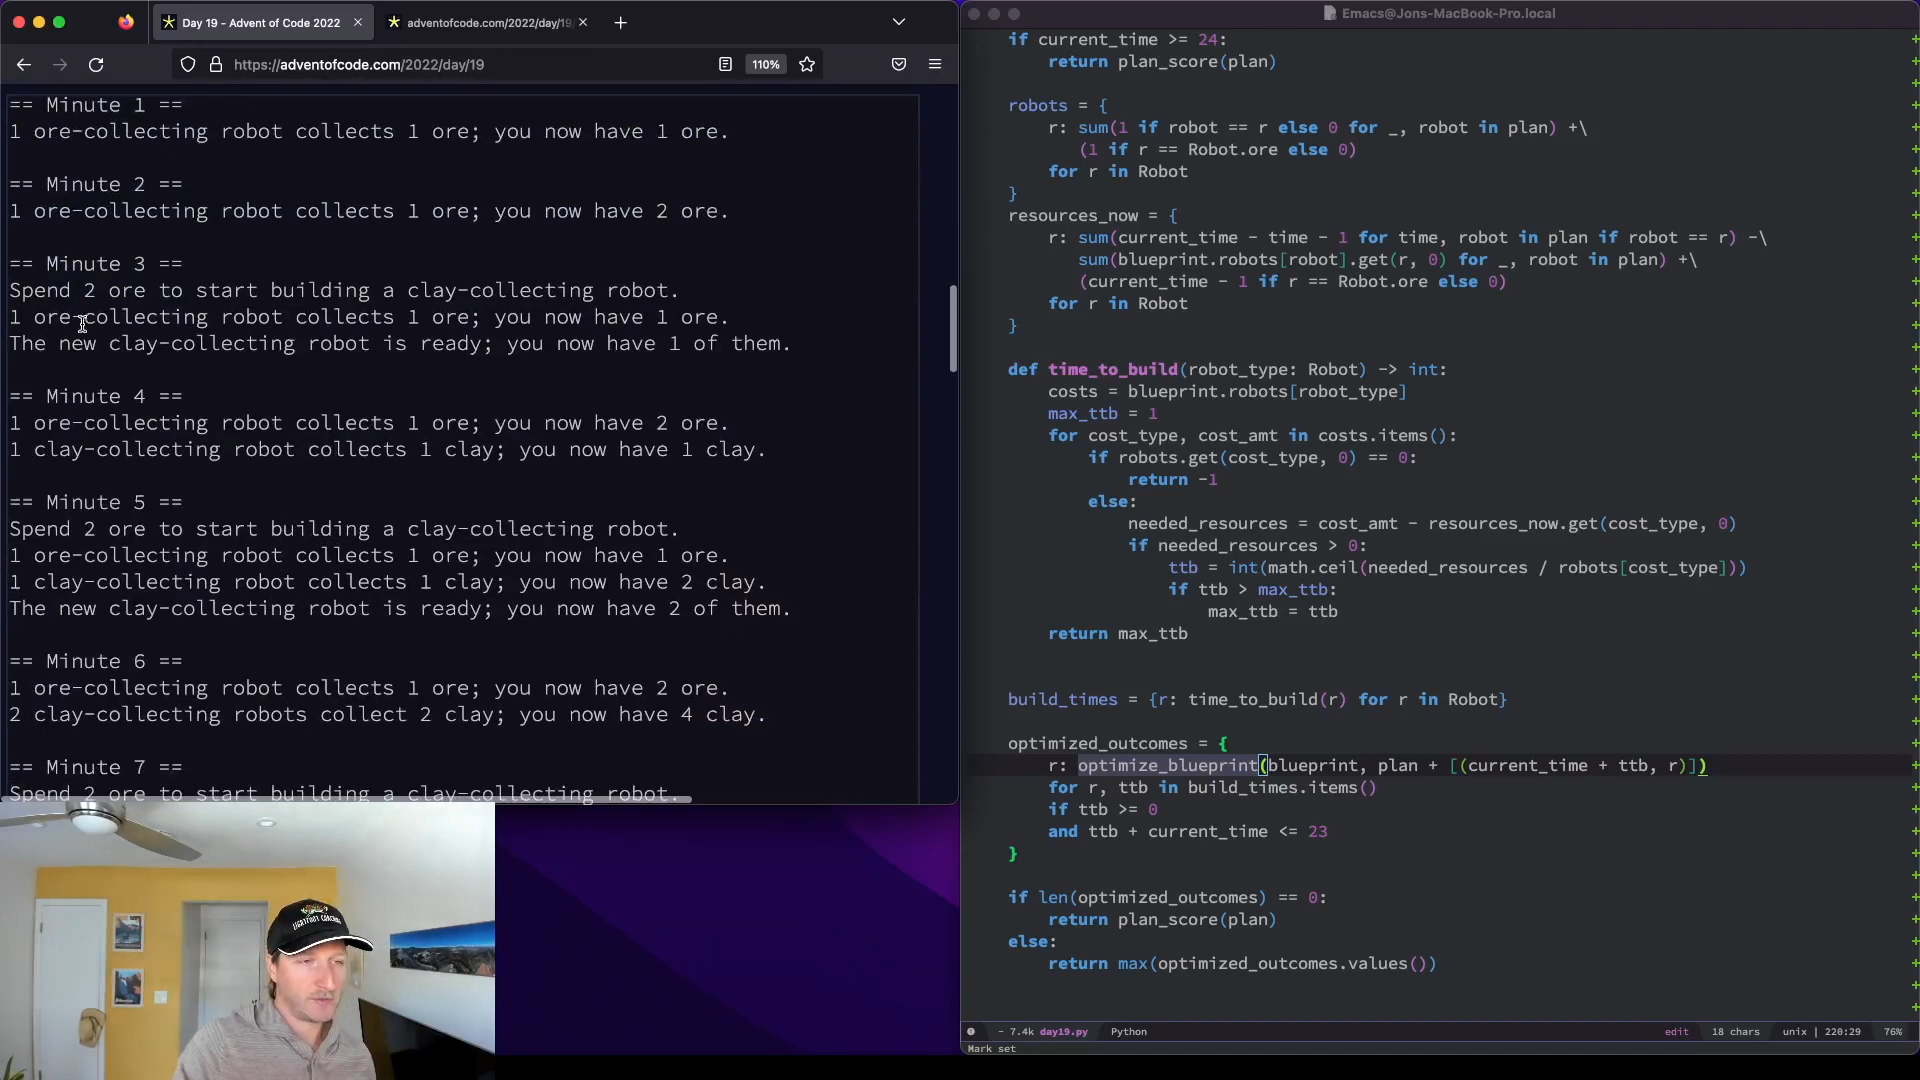 Day 19 - Advent of Code 2022
adventofcode.com/2022/day/19
https://adventofcode.com/2022/day/19
110%
== Minute 1 ==
1 ore-collecting robot collects 1 ore; you now have 1 ore.
== Minute 2 ==
1 ore-collecting robot collects 1 ore; you now have 2 ore.
== Minute 3 ==
Spend 2 ore to start building a clay-collecting robot.
1 ore-collecting robot collects 1 ore; you now have 1 ore.
The new clay-collecting robot is ready; you now have 1 of them.
== Minute 4 ==
1 ore-collecting robot collects 1 ore; you now have 2 ore.
1 clay-collecting robot collects 1 clay; you now have 1 clay.
== Minute 5 ==
Spend 2 ore to start building a clay-collecting robot.
1 ore-collecting robot collects 1 ore; you now have 1 ore.
1 clay-collecting robot collects 1 clay; you now have 2 clay.
The new clay-collecting robot is ready; you now have 2 of them.
== Minute 6 ==
1 ore-collecting robot collects 1 ore; you now have 2 ore.
2 clay-collecting robots collect 2 clay; you now have 4 clay.
== Minute 7 ==
Spend 2 ore to start building a clay-collecting robot.
Emacs@Jons-MacBook-Pro.local
if current_time >= 24:
return plan_score(plan)
robots = {
r: sum(1 if robot == r else 0 for _, robot in plan) +\
(1 if r == Robot.ore else 0)
for r in Robot
}
resources_now = {
r: sum(current_time - time - 1 for time, robot in plan if robot == r) -\
sum(blueprint.robots[robot].get(r, 0) for _, robot in plan) +\
(current_time - 1 if r == Robot.ore else 0)
for r in Robot
}
def time_to_build(robot_type: Robot) -> int:
costs = blueprint.robots[robot_type]
max_ttb = 1
for cost_type, cost_amt in costs.items():
if robots.get(cost_type, 0) == 0:
return -1
else:
needed_resources = cost_amt - resources_now.get(cost_type, 0)
if needed_resources > 0:
ttb = int(math.ceil(needed_resources / robots[cost_type]))
if ttb > max_ttb:
max_ttb = ttb
return max_ttb
build_times = {r: time_to_build(r) for r in Robot}
optimized_outcomes = {
r: optimize_blueprint(blueprint, plan + [(current_time + ttb, r)])
for r, ttb in build_times.items()
if ttb >= 0
and ttb + current_time <= 23
}
if len(optimized_outcomes) == 0:
return plan_score(plan)
else:
return max(optimized_outcomes.values())
- 7.4k day19.py Python edit 18 chars unix | 220:29 76%
Mark set